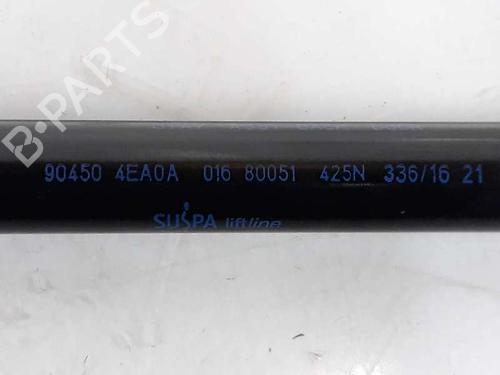 B-PARTS
90450 4EA0A 016 80051 425N 336/16 21
SUSPA liftline